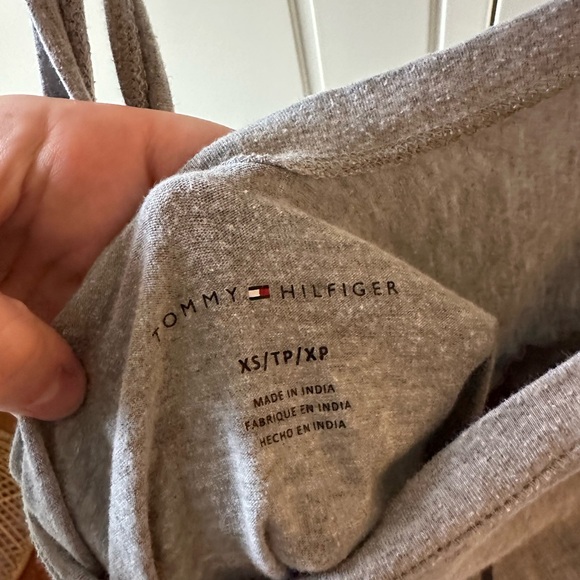 TOMMY HILFIGER
XS/TP/XP
MADE IN INDIA
FABRIQUE EN INDIA
HECHO EN INDIA